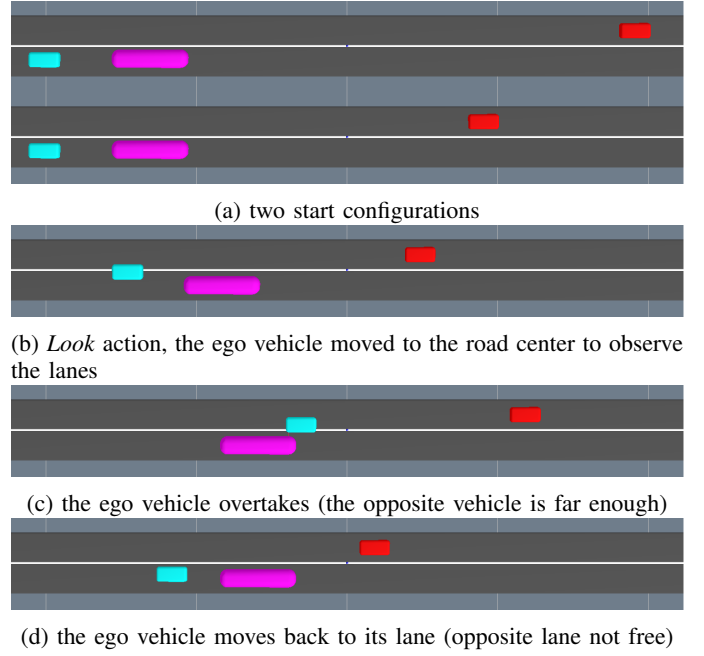 (a) two start configurations
(b) Look action, the ego vehicle moved to the road center to observe
the lanes
(c) the ego vehicle overtakes (the opposite vehicle is far enough)
(d) the ego vehicle moves back to its lane (opposite lane not free)